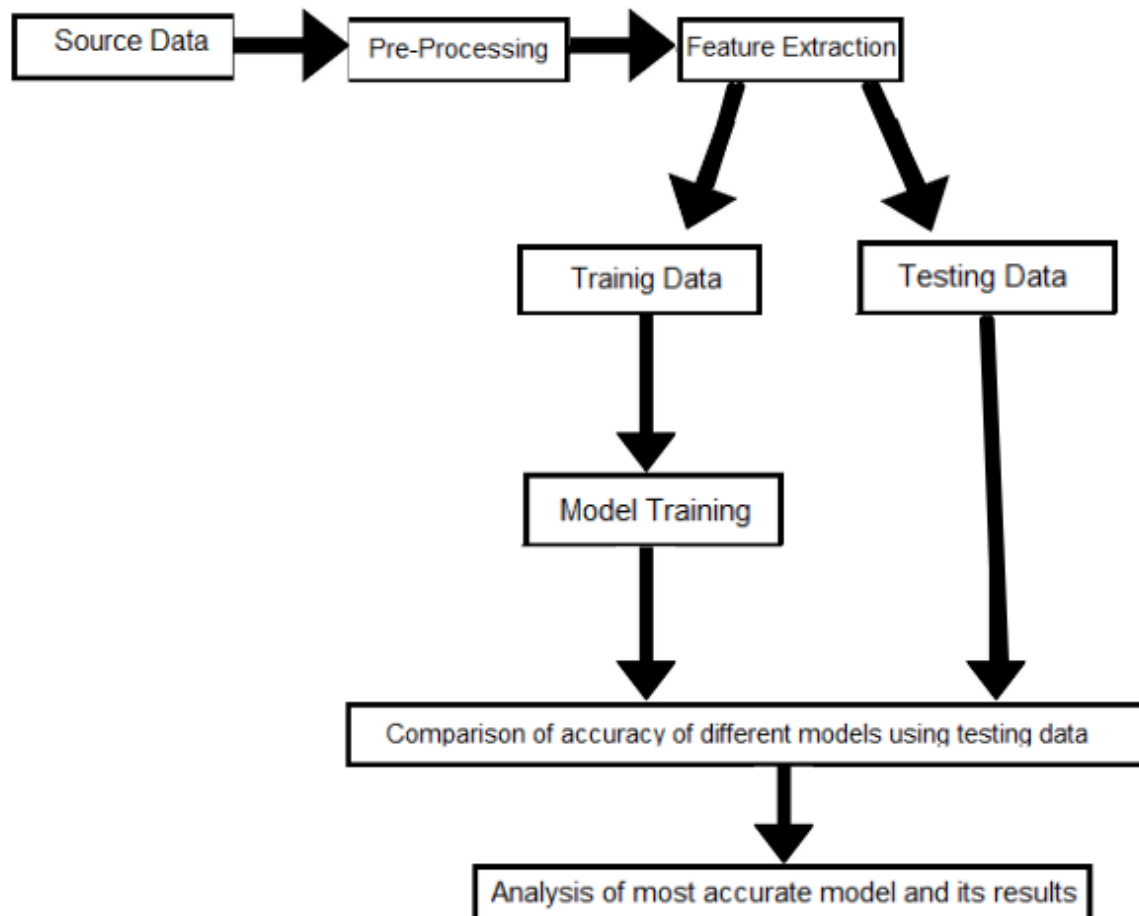 Source Data
Pre-Processing
Feature Extraction
Trainig Data
Testing Data
Model Training
Comparison of accuracy of different models using testing data
Analysis of most accurate model and its results